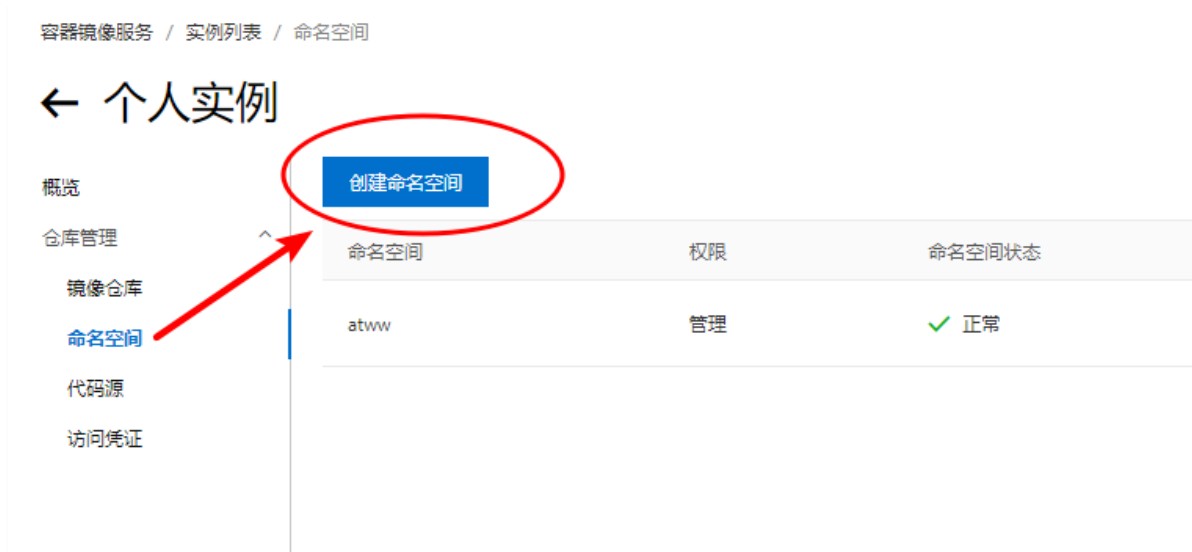 容器镜像服务 / 实例列表 / 命名空间
个人实例
创建命名空间
概览
仓库管理
镜像仓库
命名空间
代码源
访问凭证
命名空间 权限 命名空间状态
atww 管理 正常